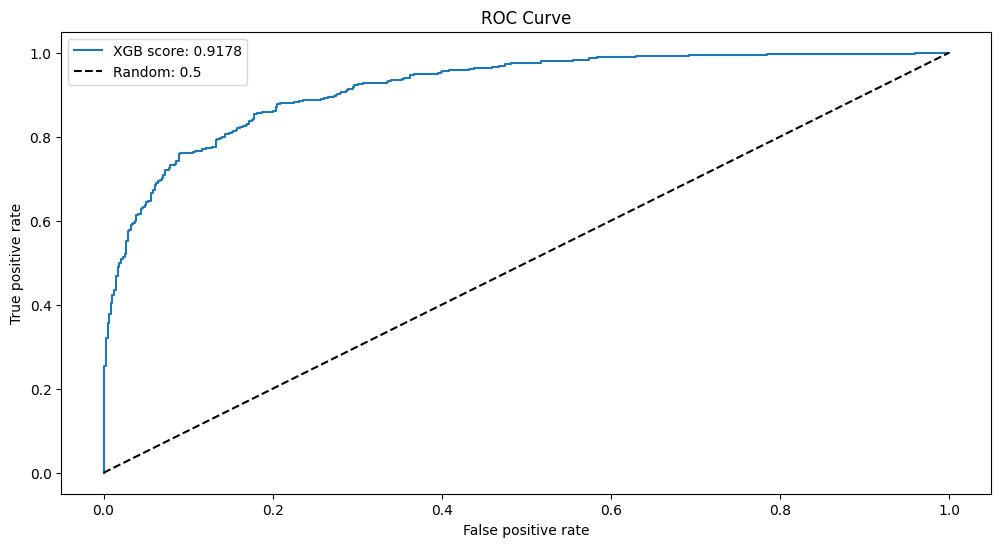 ROC Curve
XGB score: 0.9178
Random: 0.5
True positive rate
1.0
0.8
0.6
0.4
0.2
0.0
0.0 0.2 0.4 0.6 0.8 1.0
False positive rate